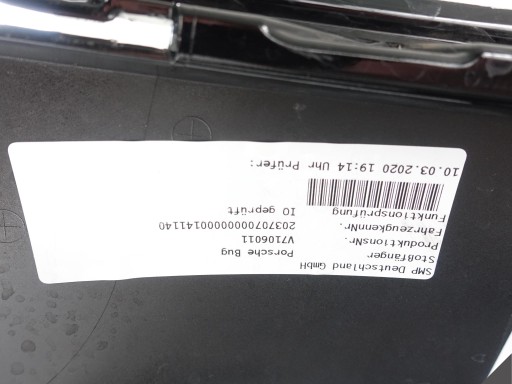 SMP Deutschland GmbH
Stoßfänger Porsche Bug
ProduktionsNr. V7106011
FahrzeugkennNr. 20370700000000141140
Funktionsprüfung IO geprüft
10.03.2020 19:14 Uhr Prüfer: